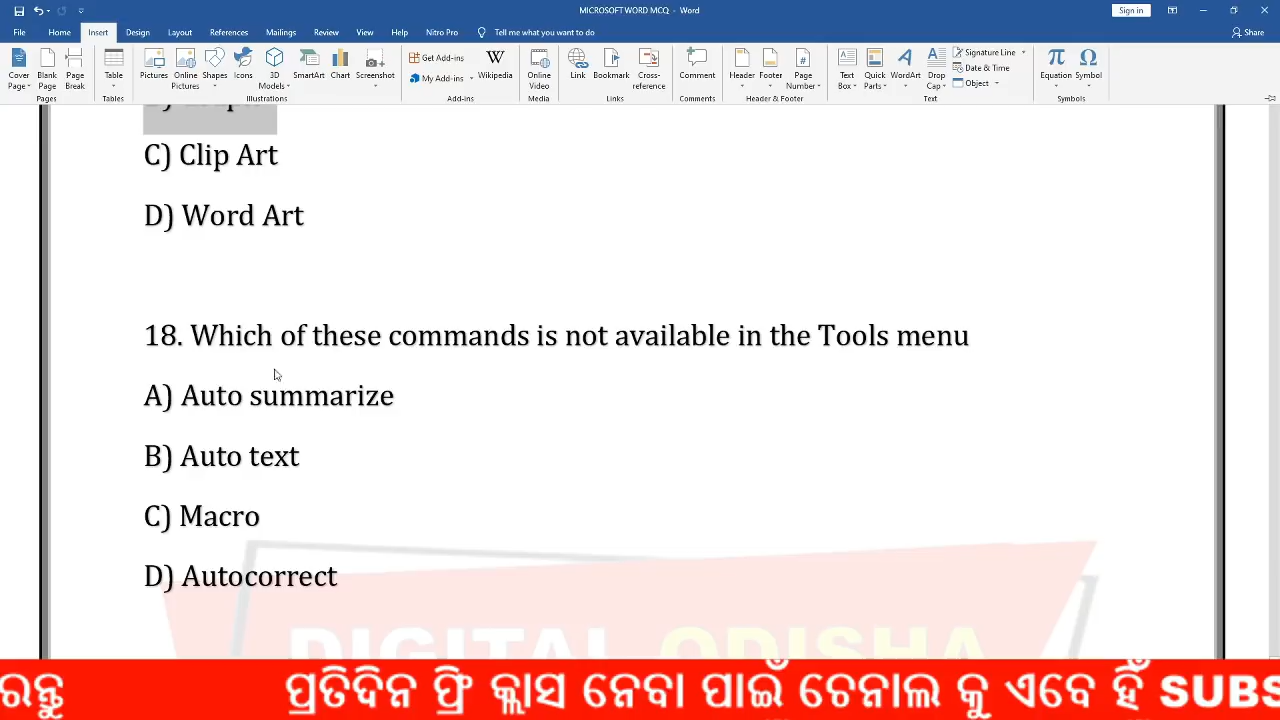 MICROSOFT WORD MCQ - Word
Sign in
File Home Insert Design Layout References Mailings Review View Help Nitro Pro Tell me what you want to do Share
Cover Page Blank Page Page Break Table Pictures Online Pictures Shapes Icons 3D Models SmartArt Chart Screenshot Get Add-ins My Add-ins Wikipedia Online Video Link Bookmark Cross-reference Comment Header Footer Page Number Text Box Quick Parts WordArt Drop Cap Signature Line Date & Time Object Equation Symbol
Pages Tables Illustrations Add-ins Media Links Comments Header & Footer Text Symbols
C) Clip Art
D) Word Art
18. Which of these commands is not available in the Tools menu
A) Auto summarize
B) Auto text
C) Macro
D) Autocorrect
DIGITAL ODISHA
ରନ୍ତୁ ପ୍ରତିଦିନ ଫ୍ରି କ୍ଲାସ ନେବା ପାଇଁ ଚେନାଲ କୁ ଏବେ ହିଁ SUBS